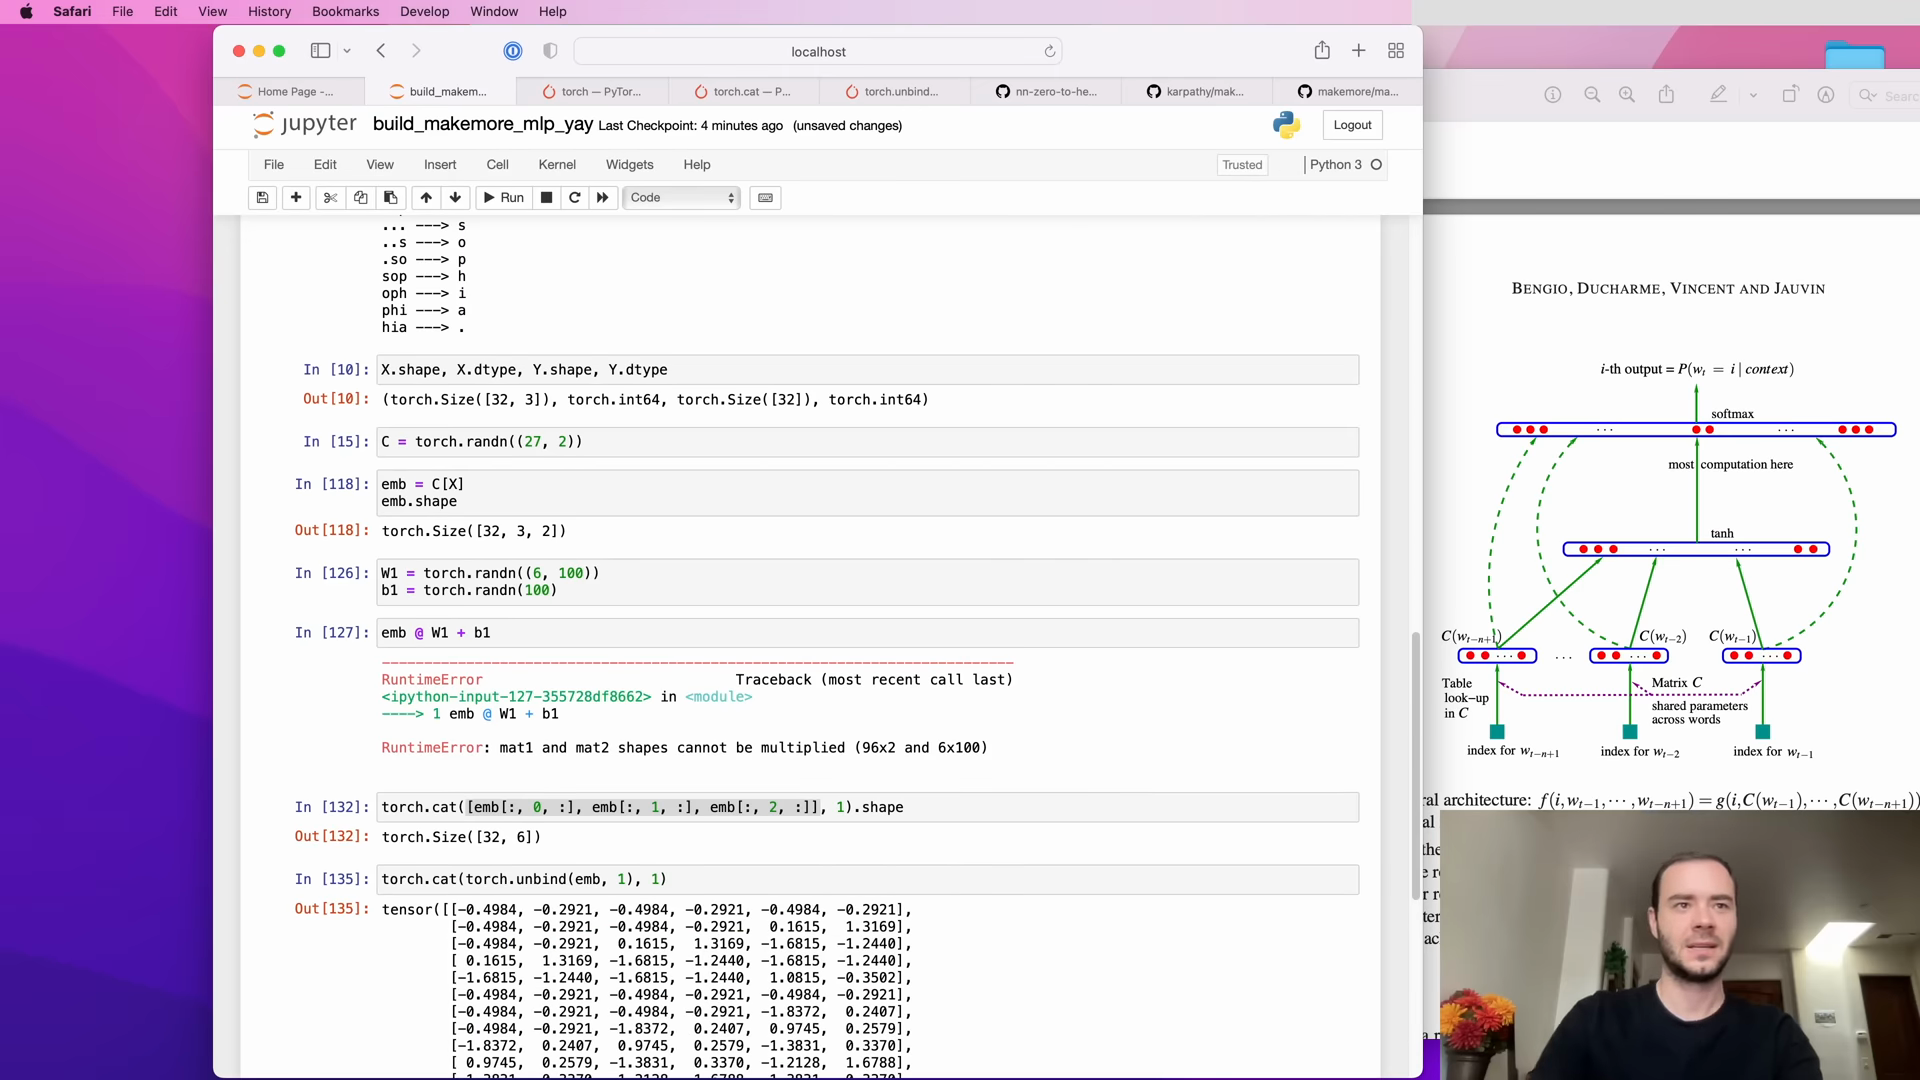 Safari File Edit View History Bookmarks Develop Window Help
localhost
Home Page -...
build_makem...
torch — PyTor...
torch.cat — P...
torch.unbind...
nn-zero-to-he...
karpathy/mak...
makemore/ma...
jupyter build_makemore_mlp_yay Last Checkpoint: 4 minutes ago (unsaved changes)
Logout
File Edit View Insert Cell Kernel Widgets Help
Trusted
Python 3
Run
Code
... ---> s
..s ---> o
.so ---> p
sop ---> h
oph ---> i
phi ---> a
hia ---> .
In [10]: X.shape, X.dtype, Y.shape, Y.dtype
Out[10]: (torch.Size([32, 3]), torch.int64, torch.Size([32]), torch.int64)
In [15]: C = torch.randn((27, 2))
In [118]: emb = C[X]
emb.shape
Out[118]: torch.Size([32, 3, 2])
In [126]: W1 = torch.randn((6, 100))
b1 = torch.randn(100)
In [127]: emb @ W1 + b1
RuntimeError Traceback (most recent call last)
<ipython-input-127-355728df8662> in <module>
----> 1 emb @ W1 + b1
RuntimeError: mat1 and mat2 shapes cannot be multiplied (96x2 and 6x100)
In [132]: torch.cat([emb[:, 0, :], emb[:, 1, :], emb[:, 2, :]], 1).shape
Out[132]: torch.Size([32, 6])
In [135]: torch.cat(torch.unbind(emb, 1), 1)
Out[135]: tensor([[-0.4984, -0.2921, -0.4984, -0.2921, -0.4984, -0.2921],
[-0.4984, -0.2921, -0.4984, -0.2921, 0.1615, 1.3169],
[-0.4984, -0.2921, 0.1615, 1.3169, -1.6815, -1.2440],
[ 0.1615, 1.3169, -1.6815, -1.2440, -1.6815, -1.2440],
[-1.6815, -1.2440, -1.6815, -1.2440, 1.0815, -0.3502],
[-0.4984, -0.2921, -0.4984, -0.2921, -0.4984, -0.2921],
[-0.4984, -0.2921, -0.4984, -0.2921, -1.8372, 0.2407],
[-0.4984, -0.2921, -1.8372, 0.2407, 0.9745, 0.2579],
[-1.8372, 0.2407, 0.9745, 0.2579, -1.3831, 0.3370],
[ 0.9745, 0.2579, -1.3831, 0.3370, -1.2128, 1.6788],
Search
BENGIO, DUCHARME, VINCENT AND JAUVIN
i-th output = P(w_t = i | context)
softmax
...
...
most computation here
tanh
...
...
C(w_{t-n+1})
C(w_{t-2})
C(w_{t-1})
...
Table
look-up
in C
Matrix C
shared parameters
across words
index for w_{t-n+1}
index for w_{t-2}
index for w_{t-1}
ral architecture: f(i, w_{t-1}, ⋯, w_{t-n+1}) = g(i, C(w_{t-1}), ⋯, C(w_{t-n+1}))